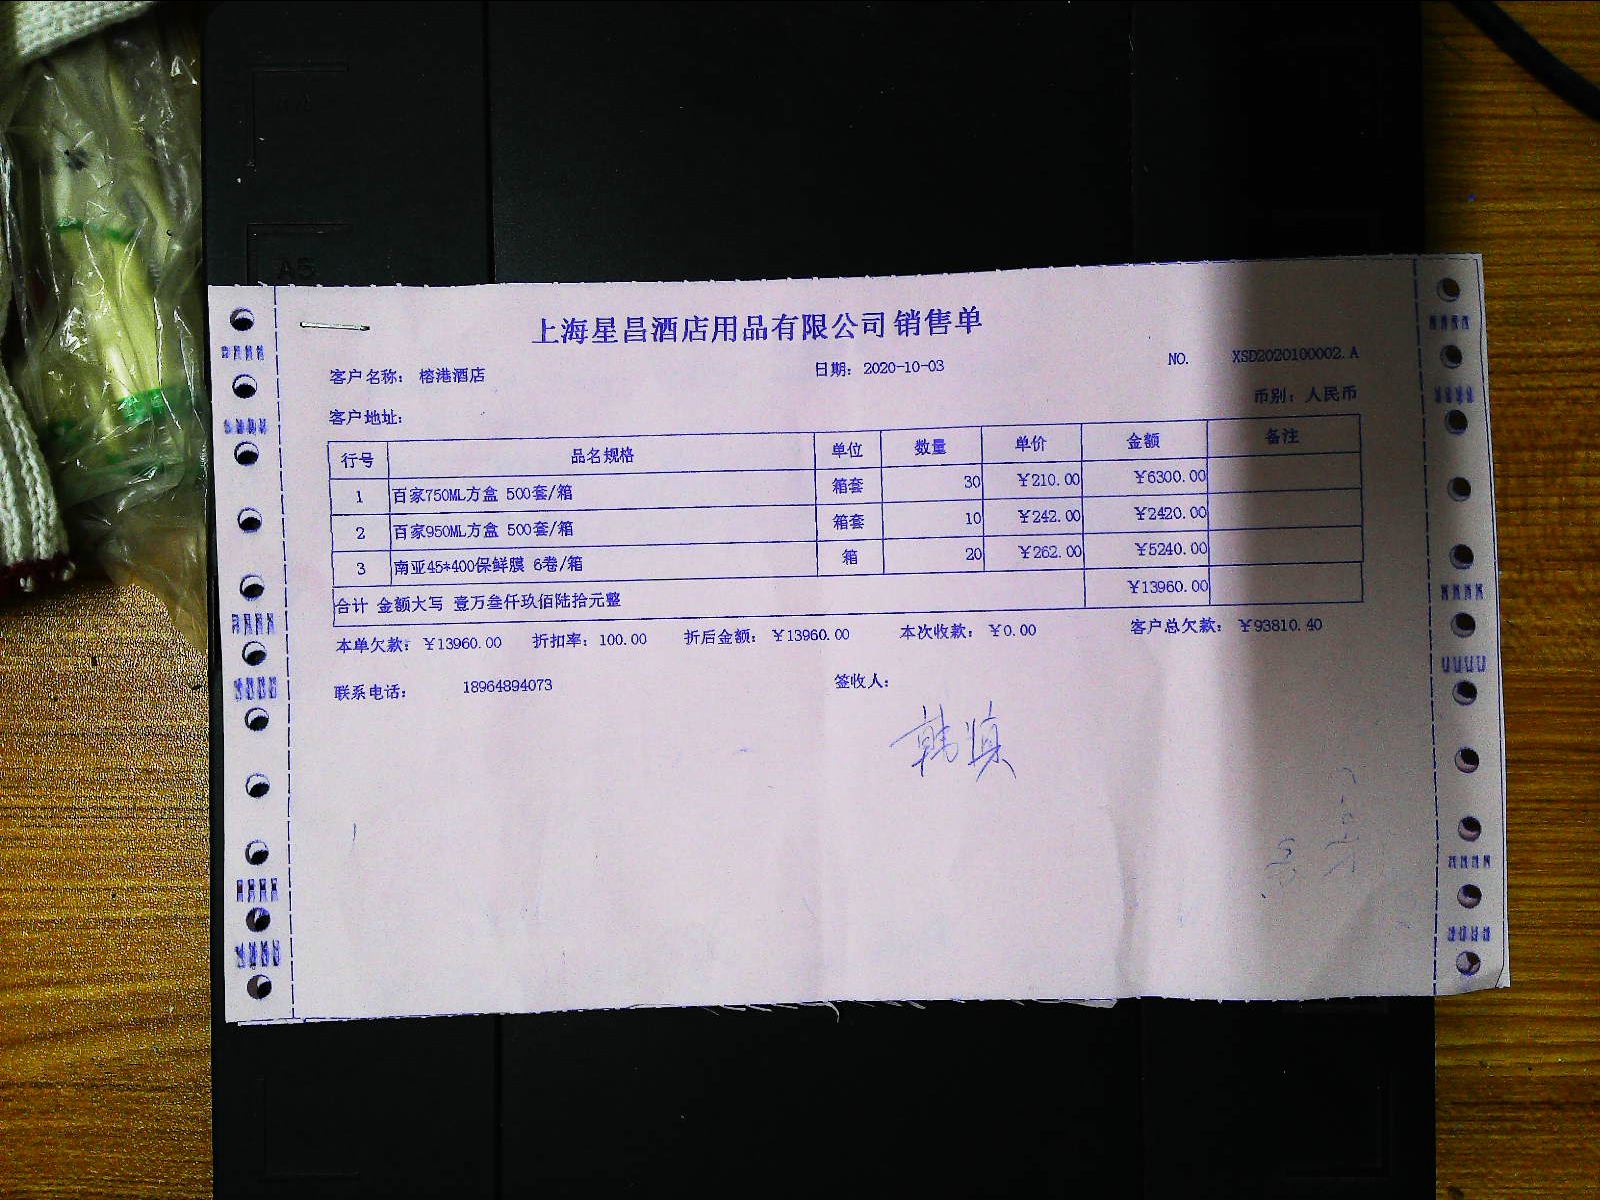 上海星昌酒店用品有限公司销售单
客户名称： 榕港酒店 日期： 2020-10-03 NO. XSD2020100002.A
客户地址： 币别： 人民币
行号 品名规格 单位 数量 单价 金额 备注
1 百家750ML方盒 500套/箱 箱套 30 ¥210.00 ¥6300.00
2 百家950ML方盒 500套/箱 箱套 10 ¥242.00 ¥2420.00
3 南亚45*400保鲜膜 6卷/箱 箱 20 ¥262.00 ¥5240.00
合计 金额大写 壹万叁仟玖佰陆拾元整 ¥13960.00
本单欠款： ¥13960.00 折扣率： 100.00 折后金额： ¥13960.00 本次收款： ¥0.00 客户总欠款： ¥93810.40
联系电话： 18964894073 签收人：